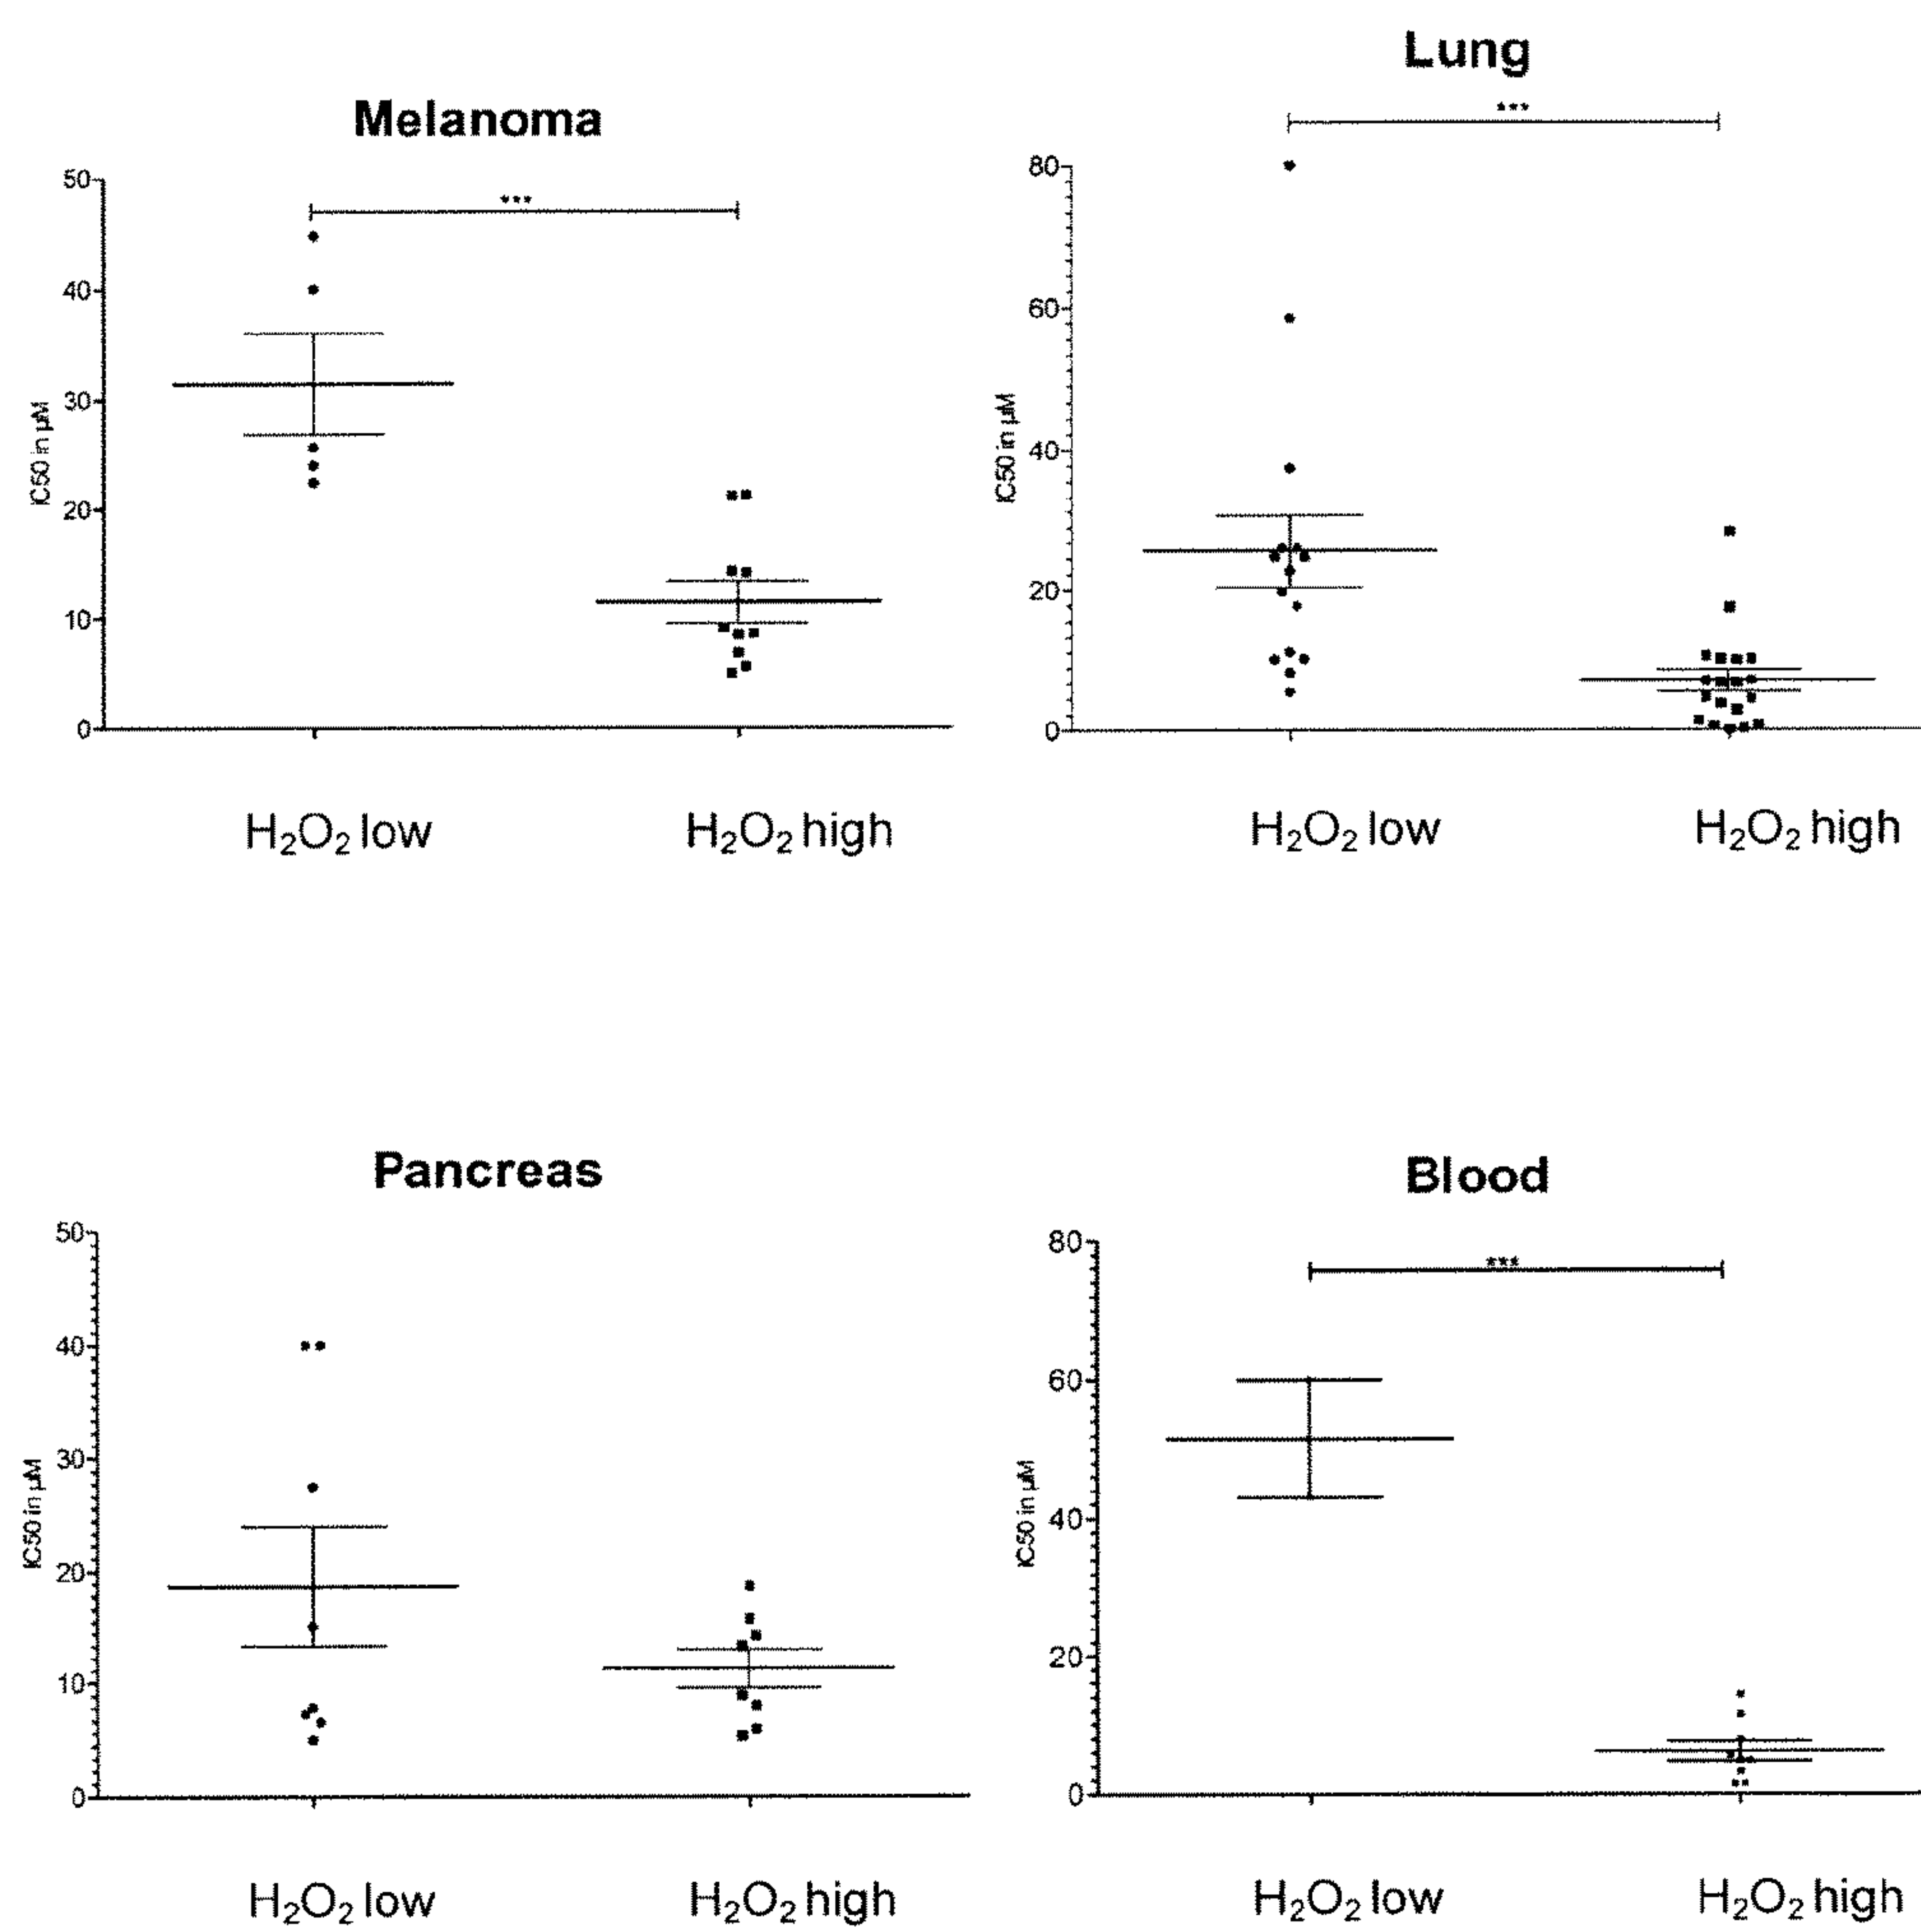 Melanoma
***
50
40
30
20
10
0
IC50 in µM
H₂O₂ low
H₂O₂ high
Lung
***
80
60
40
20
0
IC50 in µM
H₂O₂ low
H₂O₂ high
Pancreas
50
40
30
20
10
0
IC50 in µM
H₂O₂ low
H₂O₂ high
Blood
***
80
60
40
20
0
IC50 in µM
H₂O₂ low
H₂O₂ high